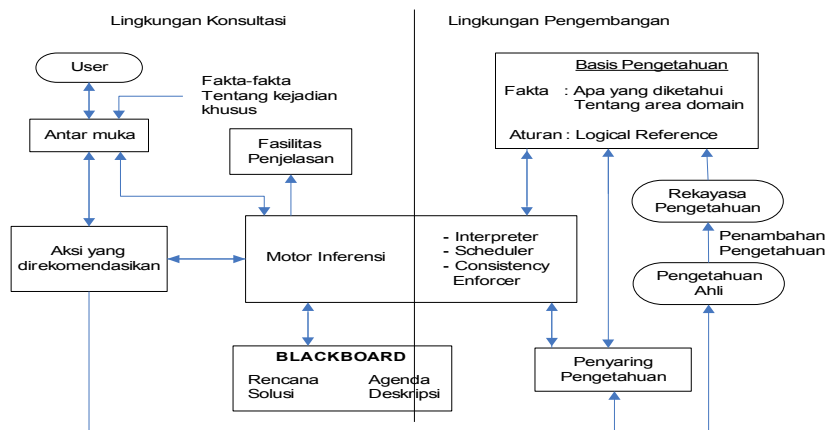 Lingkungan Konsultasi
Lingkungan Pengembangan
User
Fakta-fakta
Tentang kejadian
khusus
Antar muka
Fasilitas
Penjelasan
Basis Pengetahuan
Fakta : Apa yang diketahui
Tentang area domain
Aturan : Logical Reference
Rekayasa
Pengetahuan
Aksi yang
direkomendasikan
Motor Inferensi
- Interpreter
- Scheduler
- Consistency
Enforcer
Penambahan
Pengetahuan
Pengetahuan
Ahli
BLACKBOARD
Rencana Agenda
Solusi Deskripsi
Penyaring
Pengetahuan